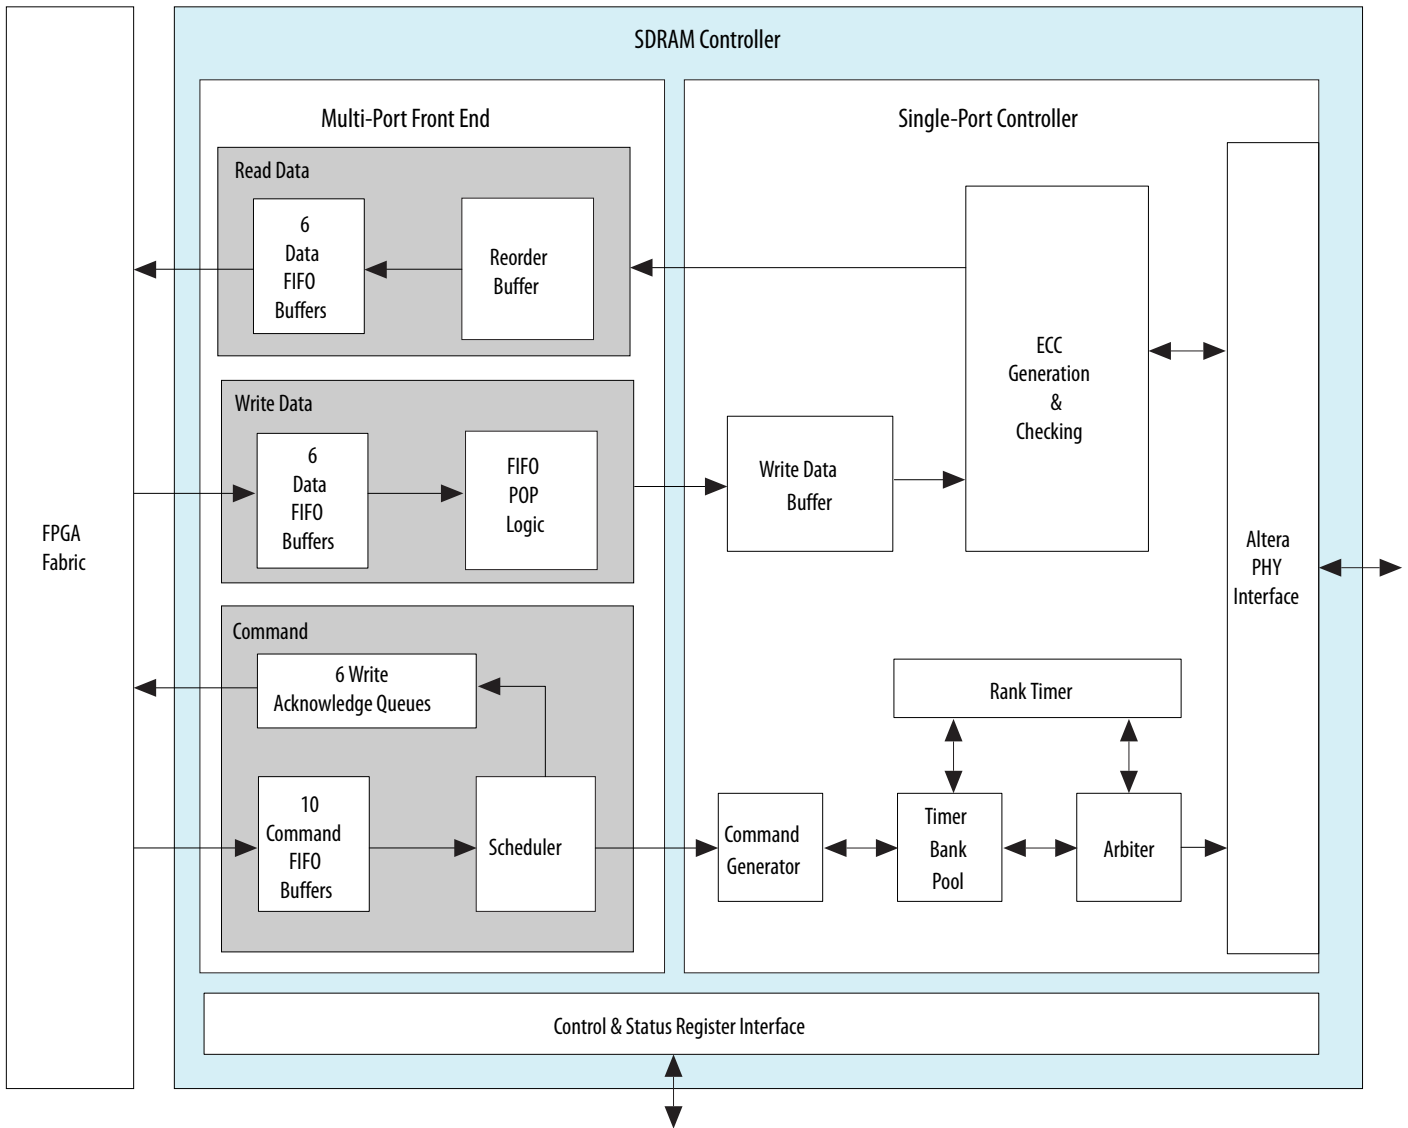 SDRAM Controller
Multi-Port Front End
Single-Port Controller
Read Data
6
Data
FIFO
Buffers
Reorder
Buffer
ECC
Generation
&
Checking
Write Data
6
Data
FIFO
Buffers
FIFO
POP
Logic
Write Data
Buffer
FPGA
Fabric
Altera
PHY
Interface
Command
6 Write
Acknowledge Queues
Rank Timer
10
Command
FIFO
Buffers
Scheduler
Command
Generator
Timer
Bank
Pool
Arbiter
Control & Status Register Interface